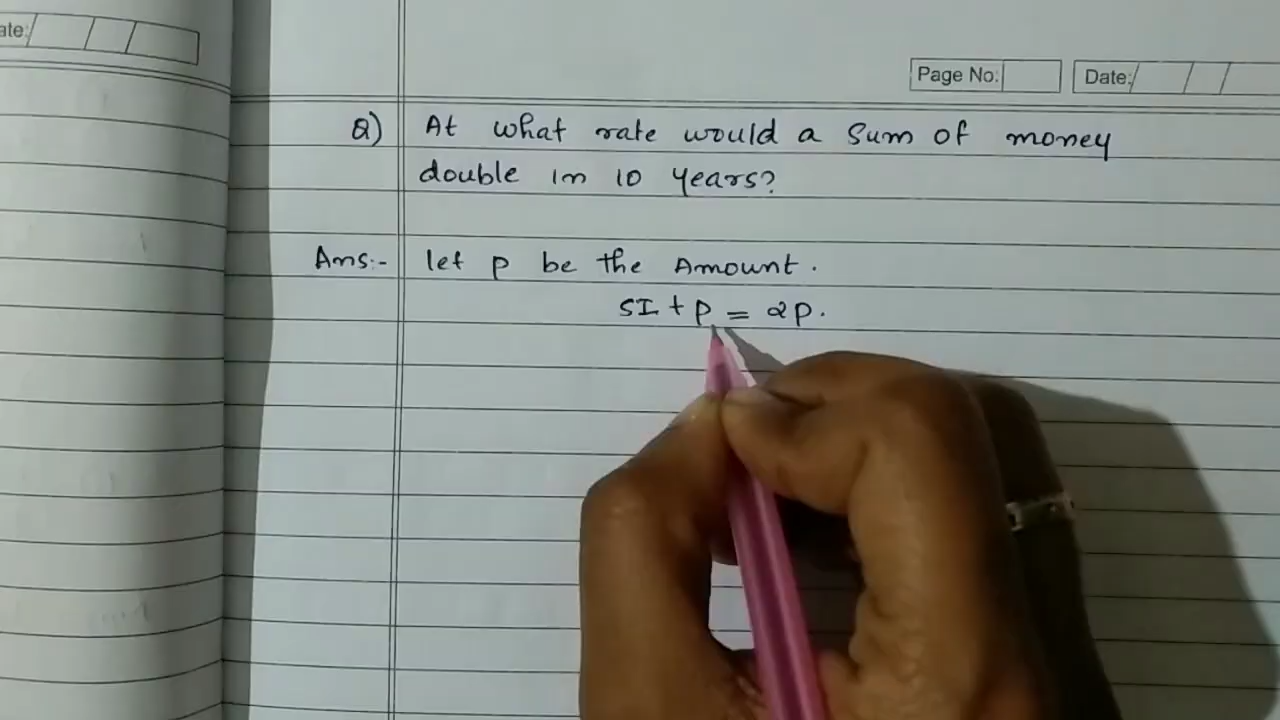 ate:
Page No.
Date:
Q) At what rate would a Sum of money
double in 10 years?
Ans:- let p be the Amount.
SI + p = 2p.